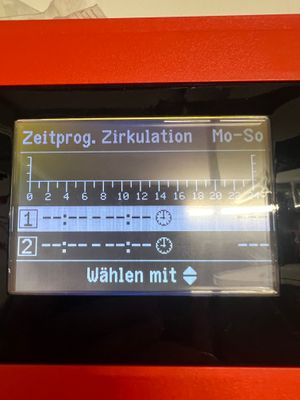 Zeitprog. Zirkulation Mo-So
0 2 4 6 8 10 12 14 16 18 20 22 24
1 --:-- --:-- ---
2 --:-- --:-- ---
Wählen mit